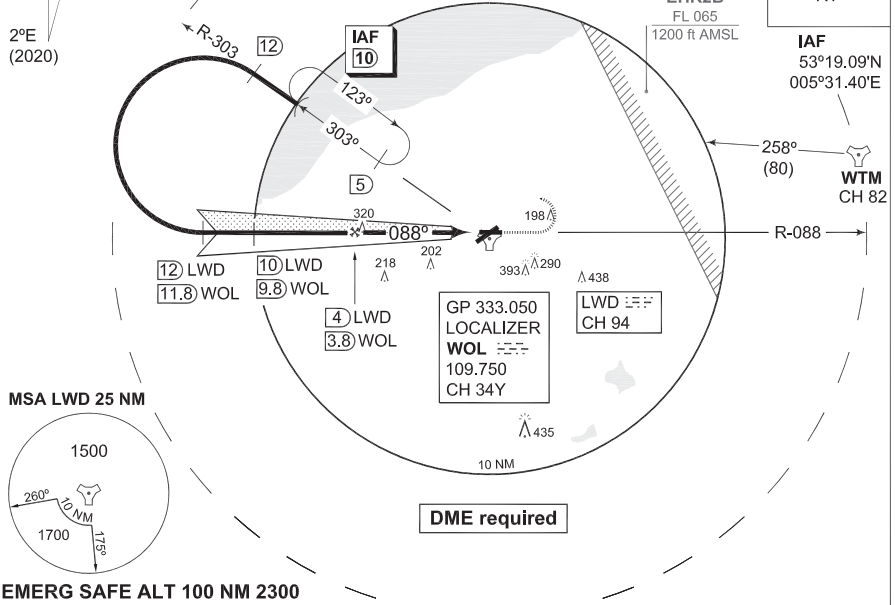 FL 065
1200 ft AMSL
2ºE
(2020)
R-303
12
IAF
10
IAF
53º19.09'N
005º31.40'E
123º
303º
258º
(80)
WTM
CH 82
5
320
198
088º
R-088
202
218
393
290
438
12 LWD
11.8 WOL
10 LWD
9.8 WOL
4 LWD
3.8 WOL
GP 333.050
LOCALIZER
WOL
109.750
CH 34Y
LWD
CH 94
435
10 NM
MSA LWD 25 NM
1500
260º
10 NM
1700
175º
DME required
EMERG SAFE ALT 100 NM 2300